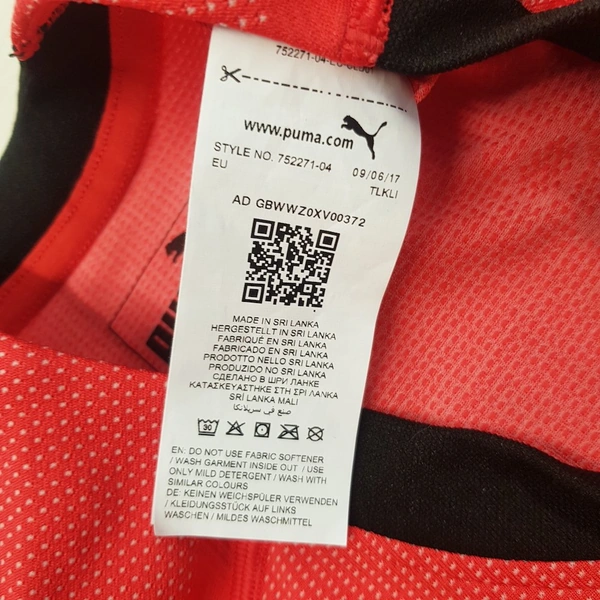 www.puma.com
STYLE NO. 752271-04 09/06/17
EU TLKLI
AD GBWWZ0XV00372
MADE IN SRI LANKA
HERGESTELLT IN SRI LANKA
FABRIQUÉ EN SRI LANKA
FABRICADO EN SRI LANKA
PRODOTTO NELLO SRI LANKA
PRODUZIDO NO SRI LANKA
СДЕЛАНО В ШРИ ЛАНКЕ
ΚΑΤΑΣΚΕΥΑΣΤΗΚΕ ΣΤΗ ΣΡΙ ΛΑΝΚΑ
SRİ LANKA MALI
صنع في سريلانكا
30
EN: DO NOT USE FABRIC SOFTENER
/ WASH GARMENT INSIDE OUT / USE
ONLY MILD DETERGENT / WASH WITH
SIMILAR COLOURS
DE: KEINEN WEICHSPÜLER VERWENDEN
/ KLEIDUNGSSTÜCK AUF LINKS
WASCHEN / MILDES WASCHMITTEL